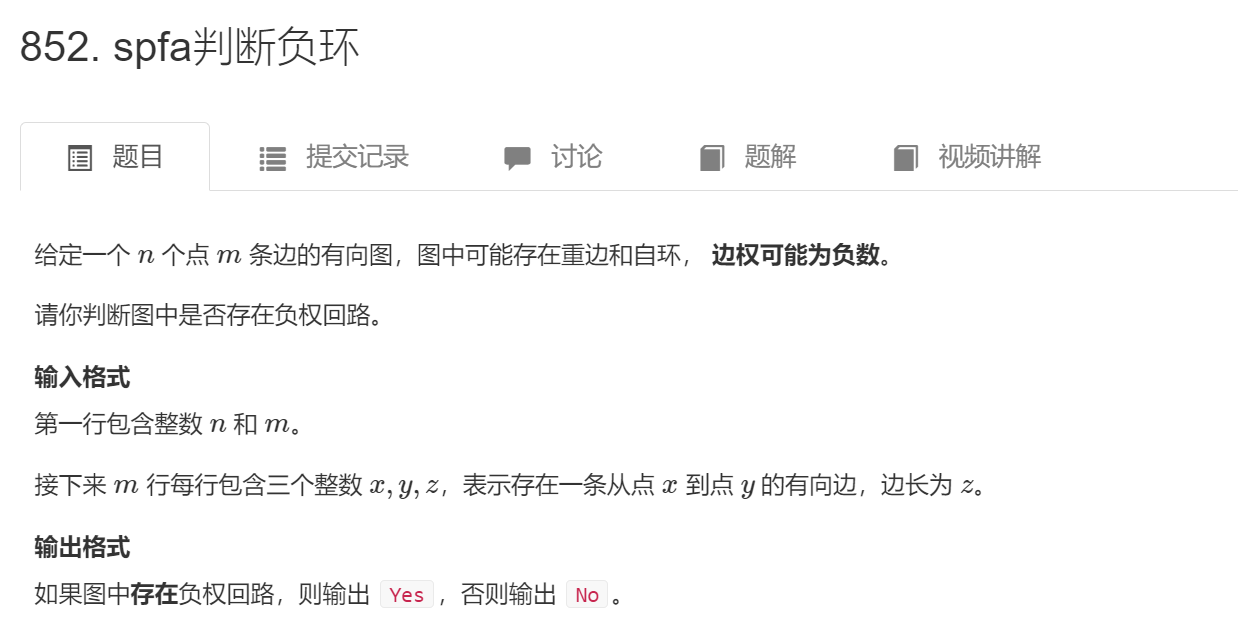 852. spfa判断负环
题目 提交记录 讨论 题解 视频讲解
给定一个 n 个点 m 条边的有向图，图中可能存在重边和自环， 边权可能为负数。
请你判断图中是否存在负权回路。
输入格式
第一行包含整数 n 和 m。
接下来 m 行每行包含三个整数 x, y, z，表示存在一条从点 x 到点 y 的有向边，边长为 z。
输出格式
如果图中存在负权回路，则输出 Yes ，否则输出 No 。